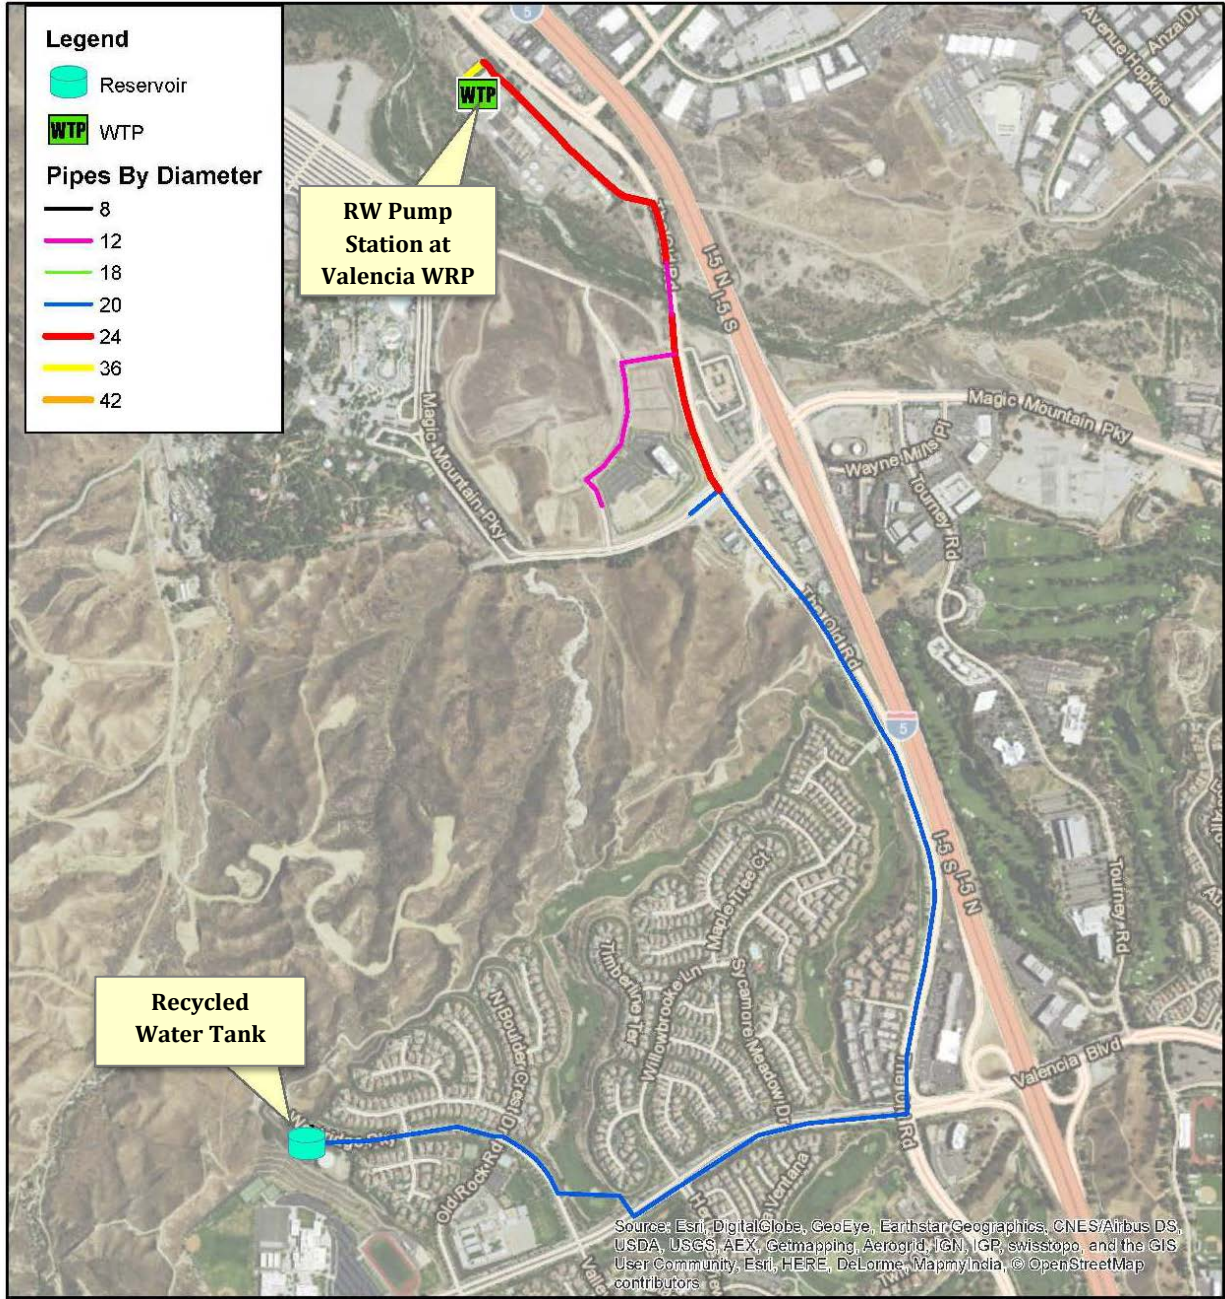 Legend
Reservoir
WTP WTP
Pipes By Diameter
8
12
18
20
24
36
42
5
Avenue Hopkins
Anza Dr
WTP
RW Pump
Station at
Valencia WRP
I-5 N I-5 S
Magic Mountain Pky
Magic Mountain Pky
Wayne Mills Pl
Tourney Rd
The Old Rd
5
I-5 S I-5 N
Tourney Rd
Maple Tree Ct
Timberline Ter
Willowbrooke Ln
Sycamore Meadow Dr
N Bouldercrest
Recycled
Water Tank
Valencia Blvd
The Old Rd
Old Rock Rd
Source: Esri, DigitalGlobe, GeoEye, Earthstar Geographics, CNES/Airbus DS,
USDA, USGS, AEX, Getmapping, Aerogrid, IGN, IGP, swisstopo, and the GIS
User Community, Esri, HERE, DeLorme, MapmyIndia, © OpenStreetMap
contributors